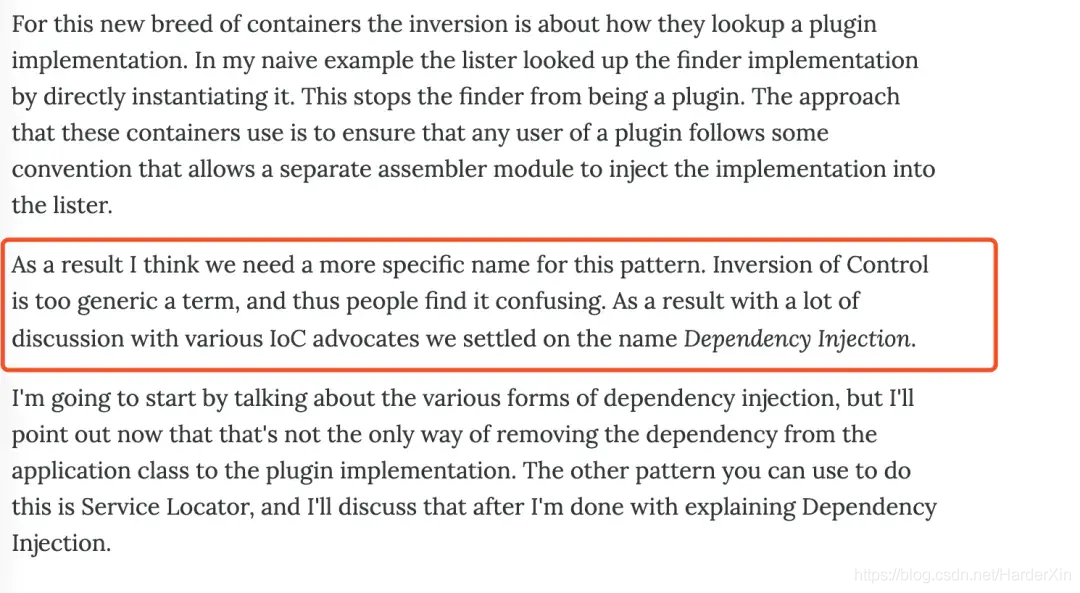 For this new breed of containers the inversion is about how they lookup a plugin
implementation. In my naive example the lister looked up the finder implementation
by directly instantiating it. This stops the finder from being a plugin. The approach
that these containers use is to ensure that any user of a plugin follows some
convention that allows a separate assembler module to inject the implementation into
the lister.
As a result I think we need a more specific name for this pattern. Inversion of Control
is too generic a term, and thus people find it confusing. As a result with a lot of
discussion with various IoC advocates we settled on the name Dependency Injection.
I'm going to start by talking about the various forms of dependency injection, but I'll
point out now that that's not the only way of removing the dependency from the
application class to the plugin implementation. The other pattern you can use to do
this is Service Locator, and I'll discuss that after I'm done with explaining Dependency
Injection.
https://blog.csdn.net/HarderXin